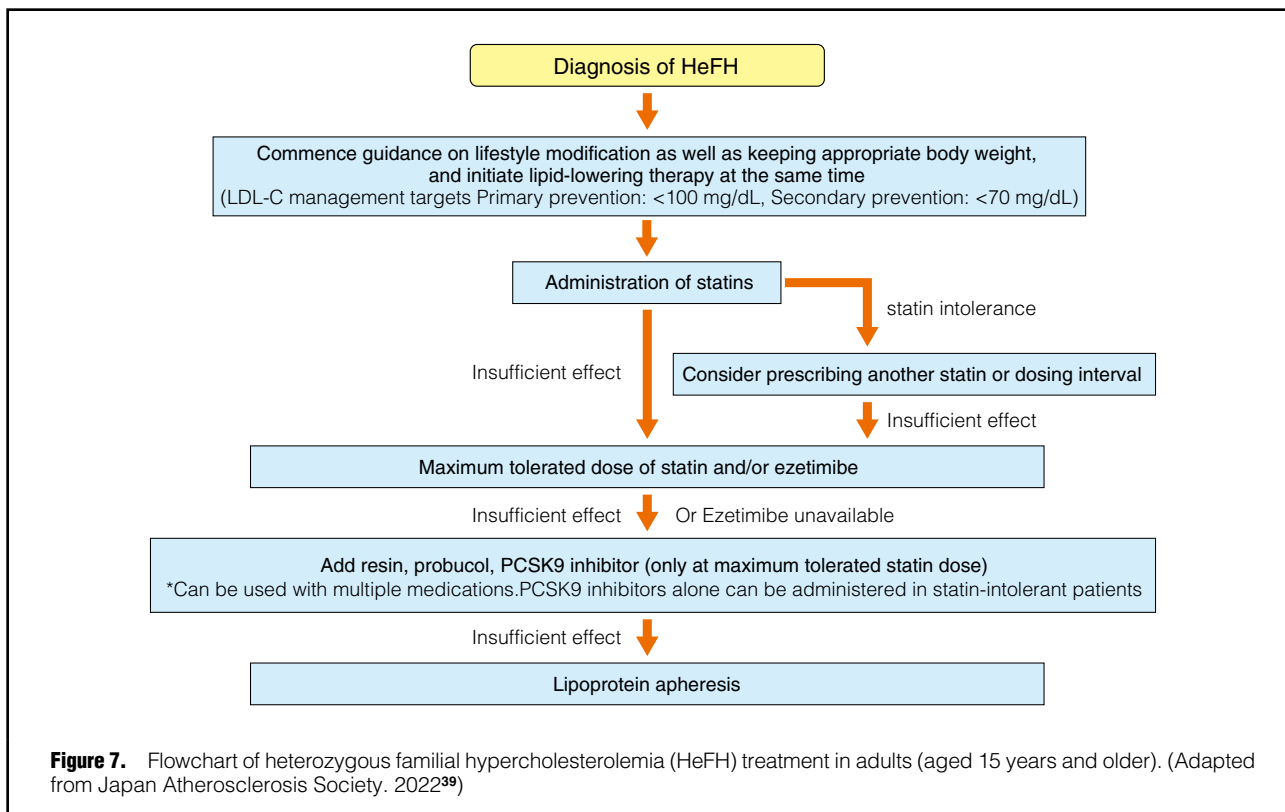 Diagnosis of HeFH
Commence guidance on lifestyle modification as well as keeping appropriate body weight,
and initiate lipid-lowering therapy at the same time
(LDL-C management targets Primary prevention: <100 mg/dL, Secondary prevention: <70 mg/dL)
Administration of statins
statin intolerance
Insufficient effect
Consider prescribing another statin or dosing interval
Insufficient effect
Maximum tolerated dose of statin and/or ezetimibe
Insufficient effect Or Ezetimibe unavailable
Add resin, probucol, PCSK9 inhibitor (only at maximum tolerated statin dose)
*Can be used with multiple medications.PCSK9 inhibitors alone can be administered in statin-intolerant patients
Insufficient effect
Lipoprotein apheresis
Figure 7. Flowchart of heterozygous familial hypercholesterolemia (HeFH) treatment in adults (aged 15 years and older). (Adapted
from Japan Atherosclerosis Society. 2022³⁹)